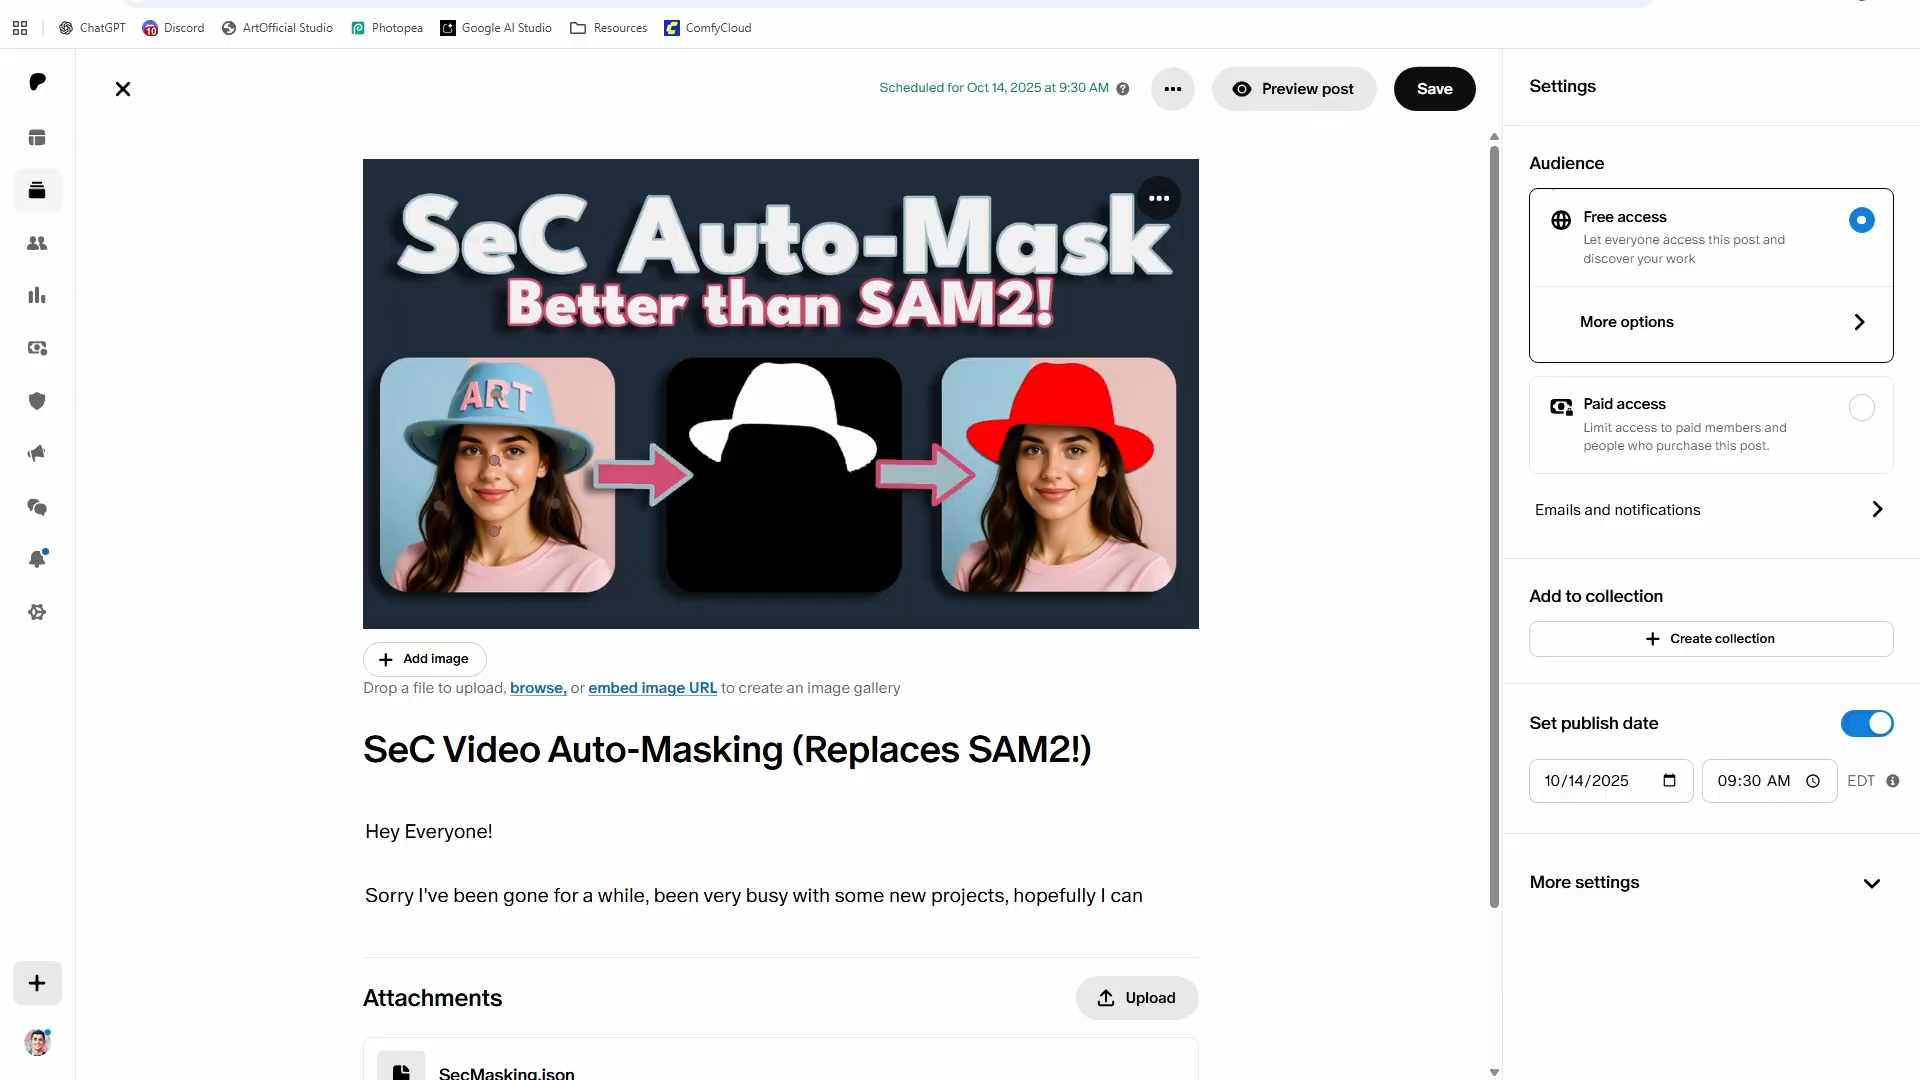 ChatGPT
10
Discord
ArtOfficial Studio
Photopea
Google AI Studio
Resources
ComfyCloud
Scheduled for Oct 14, 2025 at 9:30 AM
Preview post
Save
Settings
SeC Auto-Mask
Better than SAM2!
ART
Add image
Drop a file to upload, browse, or embed image URL to create an image gallery
SeC Video Auto-Masking (Replaces SAM2!)
Hey Everyone!
Sorry I've been gone for a while, been very busy with some new projects, hopefully I can
Attachments
Upload
SecMasking.json
Audience
Free access
Let everyone access this post and
discover your work
More options
Paid access
Limit access to paid members and
people who purchase this post.
Emails and notifications
Add to collection
Create collection
Set publish date
10/14/2025
09:30 AM
EDT
More settings